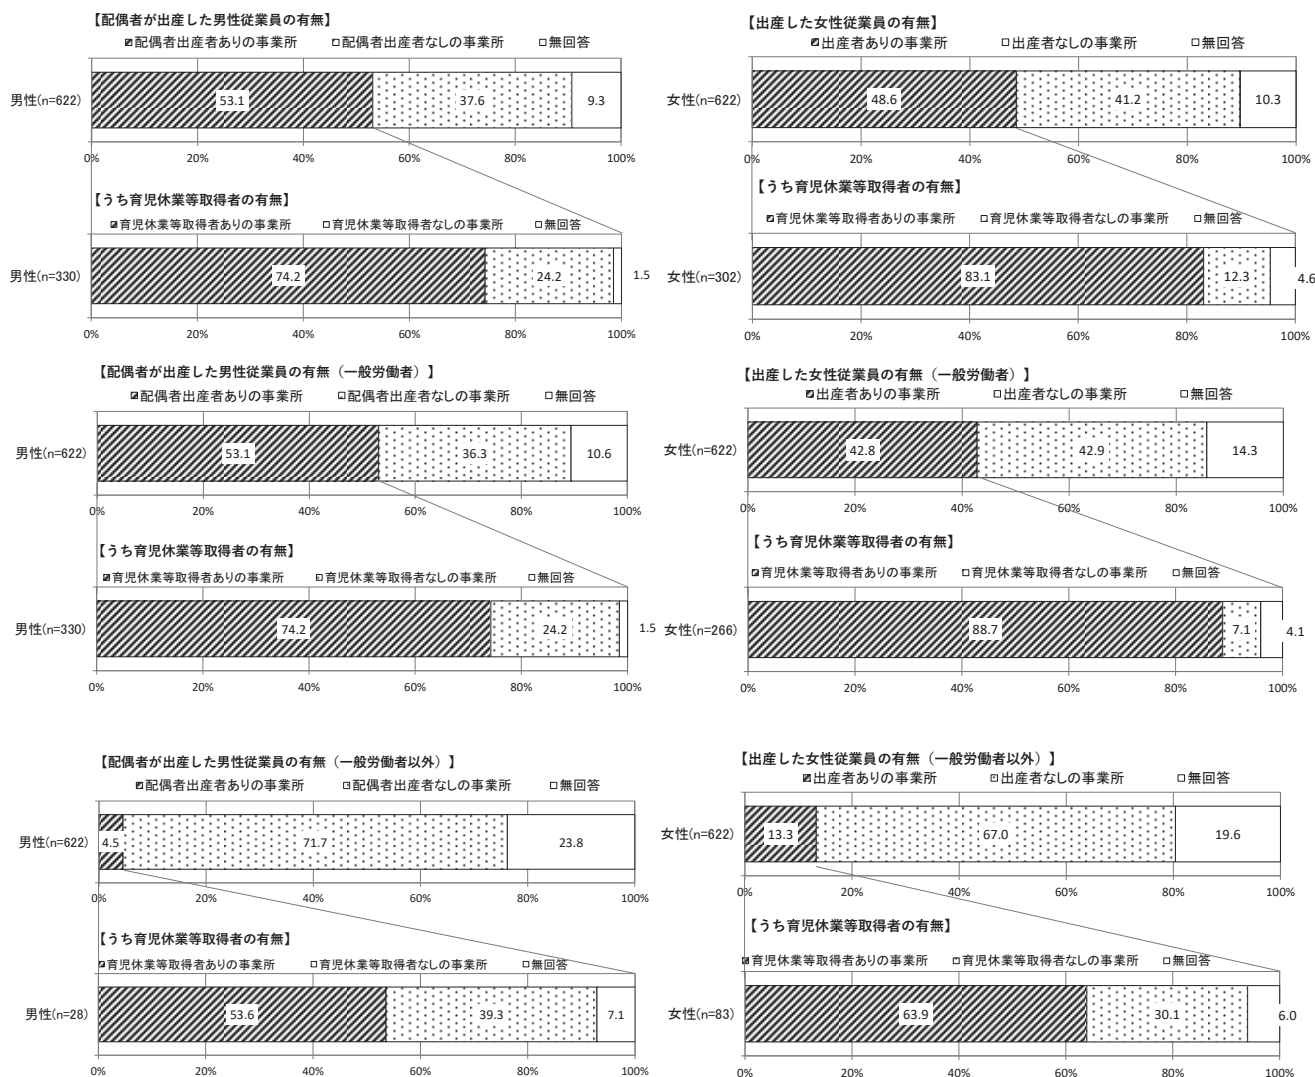 【配偶者が出産した男性従業員の有無】
配偶者出産者ありの事業所 配偶者出産者なしの事業所 無回答
男性(n=622) 53.1 37.6 9.3
0% 20% 40% 60% 80% 100%
【うち育児休業等取得者の有無】
育児休業等取得者ありの事業所 育児休業等取得者なしの事業所 無回答
男性(n=330) 74.2 24.2 1.5
0% 20% 40% 60% 80% 100%
【出産した女性従業員の有無】
出産者ありの事業所 出産者なしの事業所 無回答
女性(n=622) 48.6 41.2 10.3
0% 20% 40% 60% 80% 100%
【うち育児休業等取得者の有無】
育児休業等取得者ありの事業所 育児休業等取得者なしの事業所 無回答
女性(n=302) 83.1 12.3 4.6
0% 20% 40% 60% 80% 100%
【配偶者が出産した男性従業員の有無（一般労働者）】
配偶者出産者ありの事業所 配偶者出産者なしの事業所 無回答
男性(n=622) 53.1 36.3 10.6
0% 20% 40% 60% 80% 100%
【うち育児休業等取得者の有無】
育児休業等取得者ありの事業所 育児休業等取得者なしの事業所 無回答
男性(n=330) 74.2 24.2 1.5
0% 20% 40% 60% 80% 100%
【出産した女性従業員の有無（一般労働者）】
出産者ありの事業所 出産者なしの事業所 無回答
女性(n=622) 42.8 42.9 14.3
0% 20% 40% 60% 80% 100%
【うち育児休業等取得者の有無】
育児休業等取得者ありの事業所 育児休業等取得者なしの事業所 無回答
女性(n=266) 88.7 7.1 4.1
0% 20% 40% 60% 80% 100%
【配偶者が出産した男性従業員の有無（一般労働者以外）】
配偶者出産者ありの事業所 配偶者出産者なしの事業所 無回答
男性(n=622) 4.5 71.7 23.8
0% 20% 40% 60% 80% 100%
【うち育児休業等取得者の有無】
育児休業等取得者ありの事業所 育児休業等取得者なしの事業所 無回答
男性(n=28) 53.6 39.3 7.1
0% 20% 40% 60% 80% 100%
【出産した女性従業員の有無（一般労働者以外）】
出産者ありの事業所 出産者なしの事業所 無回答
女性(n=622) 13.3 67.0 19.6
0% 20% 40% 60% 80% 100%
【うち育児休業等取得者の有無】
育児休業等取得者ありの事業所 育児休業等取得者なしの事業所 無回答
女性(n=83) 63.9 30.1 6.0
0% 20% 40% 60% 80% 100%